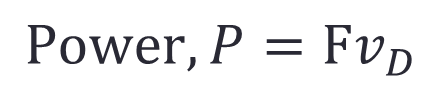 Power, P = Fv_D